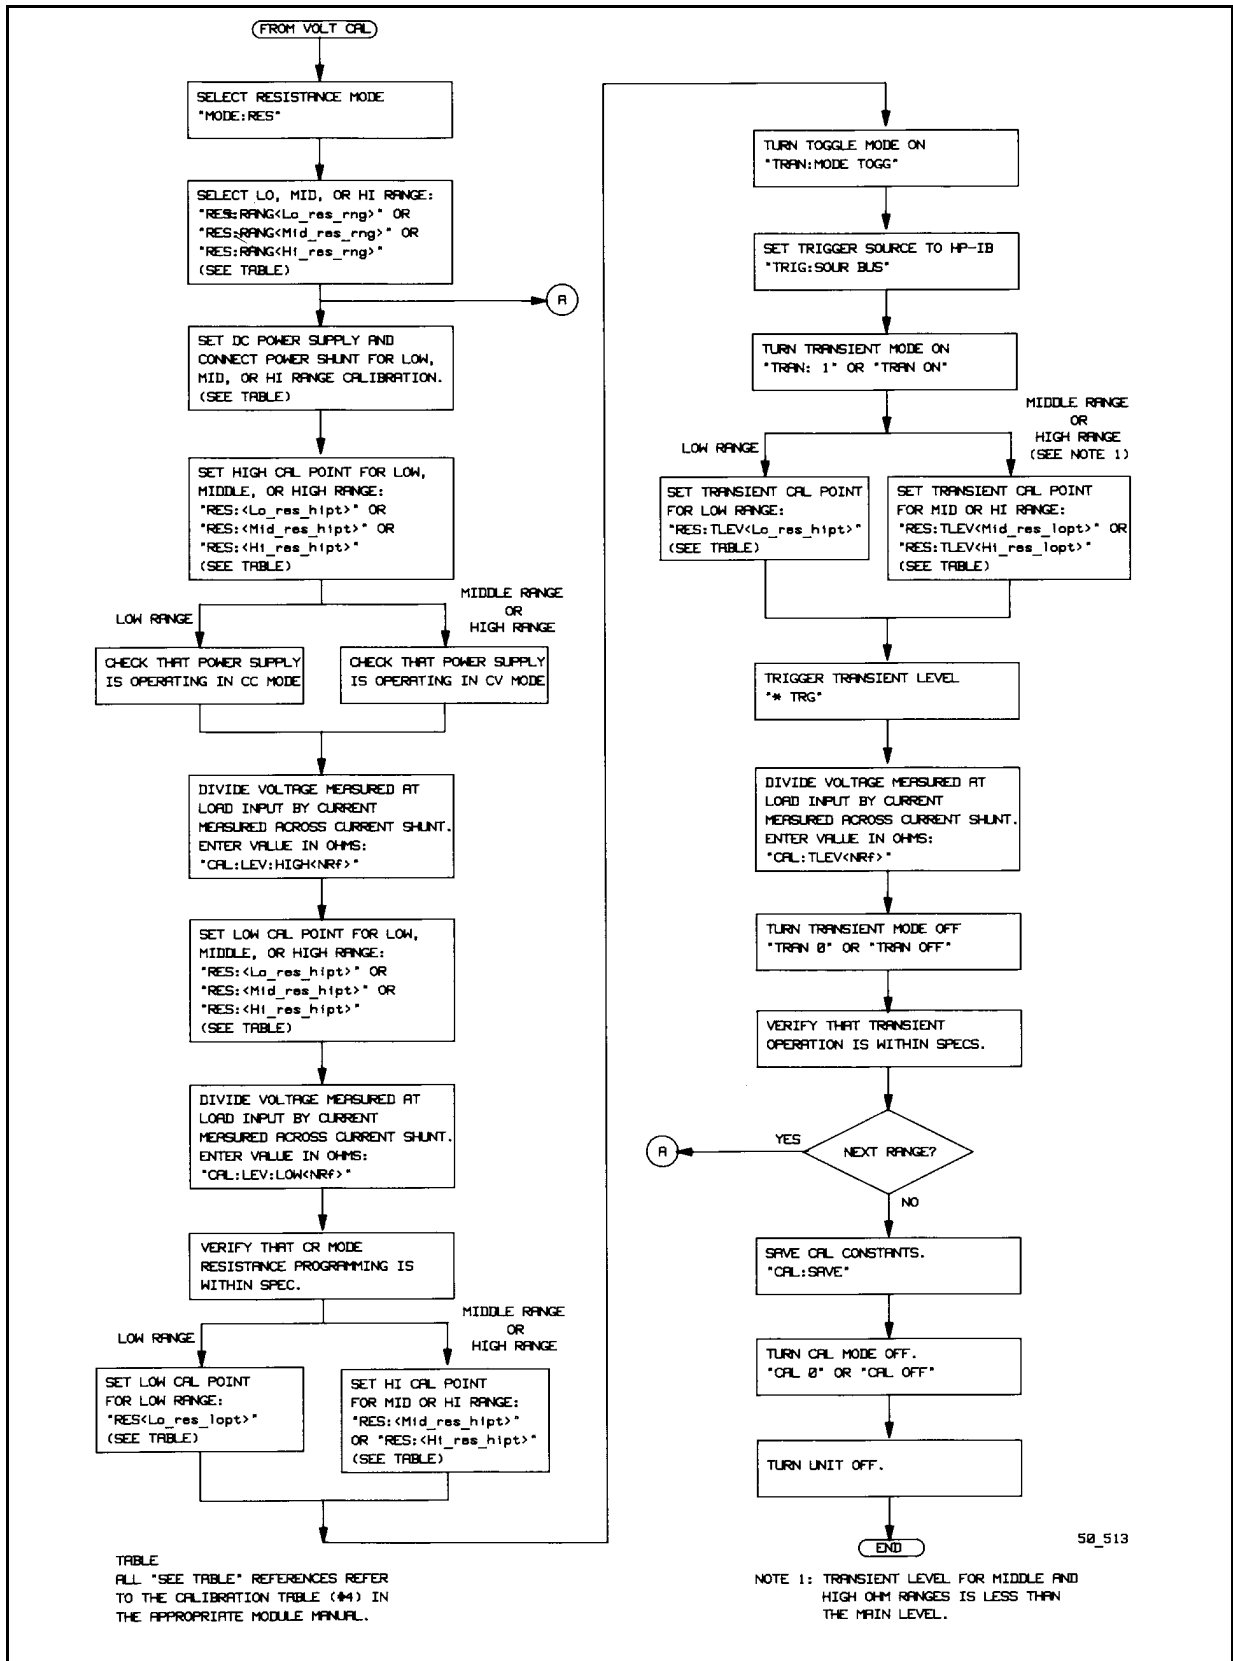 FROM VOLT CAL
SELECT RESISTANCE MODE
"MODE:RES"
SELECT LO, MID, OR HI RANGE:
"RES:RANG<Lo_res_rng>" OR
"RES:RANG<Mid_res_rng>" OR
"RES:RANG<Hi_res_rng>"
(SEE TABLE)
A
SET DC POWER SUPPLY AND
CONNECT POWER SHUNT FOR LOW,
MID, OR HI RANGE CALIBRATION.
(SEE TABLE)
SET HIGH CAL POINT FOR LOW,
MIDDLE, OR HIGH RANGE:
"RES:<Lo_res_hipt>" OR
"RES:<Mid_res_hipt>" OR
"RES:<Hi_res_hipt>"
(SEE TABLE)
LOW RANGE
MIDDLE RANGE
OR
HIGH RANGE
CHECK THAT POWER SUPPLY
IS OPERATING IN CC MODE
CHECK THAT POWER SUPPLY
IS OPERATING IN CV MODE
DIVIDE VOLTAGE MEASURED AT
LOAD INPUT BY CURRENT
MEASURED ACROSS CURRENT SHUNT.
ENTER VALUE IN OHMS:
"CAL:LEV:HIGH<NRf>"
SET LOW CAL POINT FOR LOW,
MIDDLE, OR HIGH RANGE:
"RES:<Lo_res_hipt>" OR
"RES:<Mid_res_hipt>" OR
"RES:<Hi_res_hipt>"
(SEE TABLE)
DIVIDE VOLTAGE MEASURED AT
LOAD INPUT BY CURRENT
MEASURED ACROSS CURRENT SHUNT.
ENTER VALUE IN OHMS:
"CAL:LEV:LOW<NRf>"
VERIFY THAT CR MODE
RESISTANCE PROGRAMMING IS
WITHIN SPEC.
LOW RANGE
MIDDLE RANGE
OR
HIGH RANGE
SET LOW CAL POINT
FOR LOW RANGE:
"RES<Lo_res_lopt>"
(SEE TABLE)
SET HI CAL POINT
FOR MID OR HI RANGE:
"RES:<Mid_res_hipt>"
OR "RES:<Hi_res_hipt>"
(SEE TABLE)
TABLE
ALL "SEE TABLE" REFERENCES REFER
TO THE CALIBRATION TABLE (#4) IN
THE APPROPRIATE MODULE MANUAL.
TURN TOGGLE MODE ON
"TRAN:MODE TOGG"
SET TRIGGER SOURCE TO HP-IB
"TRIG:SOUR BUS"
TURN TRANSIENT MODE ON
"TRAN: 1" OR "TRAN ON"
LOW RANGE
MIDDLE RANGE
OR
HIGH RANGE
(SEE NOTE 1)
SET TRANSIENT CAL POINT
FOR LOW RANGE:
"RES:TLEV<Lo_res_hipt>"
(SEE TABLE)
SET TRANSIENT CAL POINT
FOR MID OR HI RANGE:
"RES:TLEV<Mid_res_lopt>" OR
"RES:TLEV<Hi_res_lopt>"
(SEE TABLE)
TRIGGER TRANSIENT LEVEL
"* TRG"
DIVIDE VOLTAGE MEASURED AT
LOAD INPUT BY CURRENT
MEASURED ACROSS CURRENT SHUNT.
ENTER VALUE IN OHMS:
"CAL:TLEV<NRf>"
TURN TRANSIENT MODE OFF
"TRAN 0" OR "TRAN OFF"
VERIFY THAT TRANSIENT
OPERATION IS WITHIN SPECS.
A
YES
NEXT RANGE?
NO
SAVE CAL CONSTANTS.
"CAL:SAVE"
TURN CAL MODE OFF.
"CAL 0" OR "CAL OFF"
TURN UNIT OFF.
END
50_513
NOTE 1: TRANSIENT LEVEL FOR MIDDLE AND
HIGH OHM RANGES IS LESS THAN
THE MAIN LEVEL.